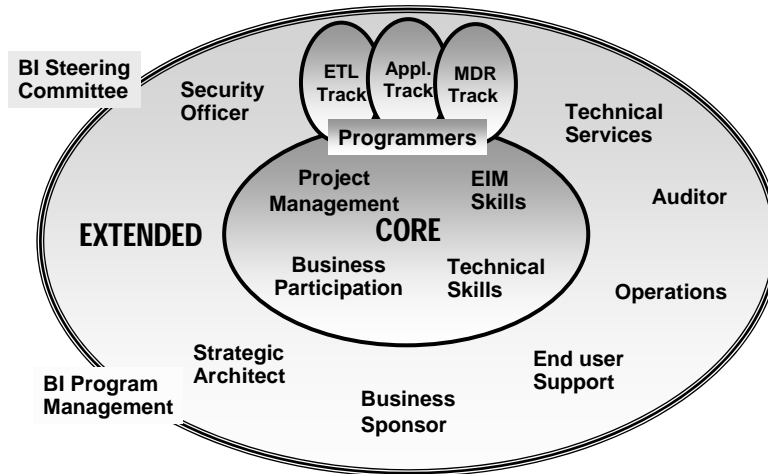 BI Steering
Committee
Security
Officer
ETL
Track
Appl.
Track
MDR
Track
Programmers
Technical
Services
Project
Management
EIM
Skills
Auditor
EXTENDED
CORE
Business
Participation
Technical
Skills
Operations
Strategic
Architect
End user
Support
BI Program
Management
Business
Sponsor